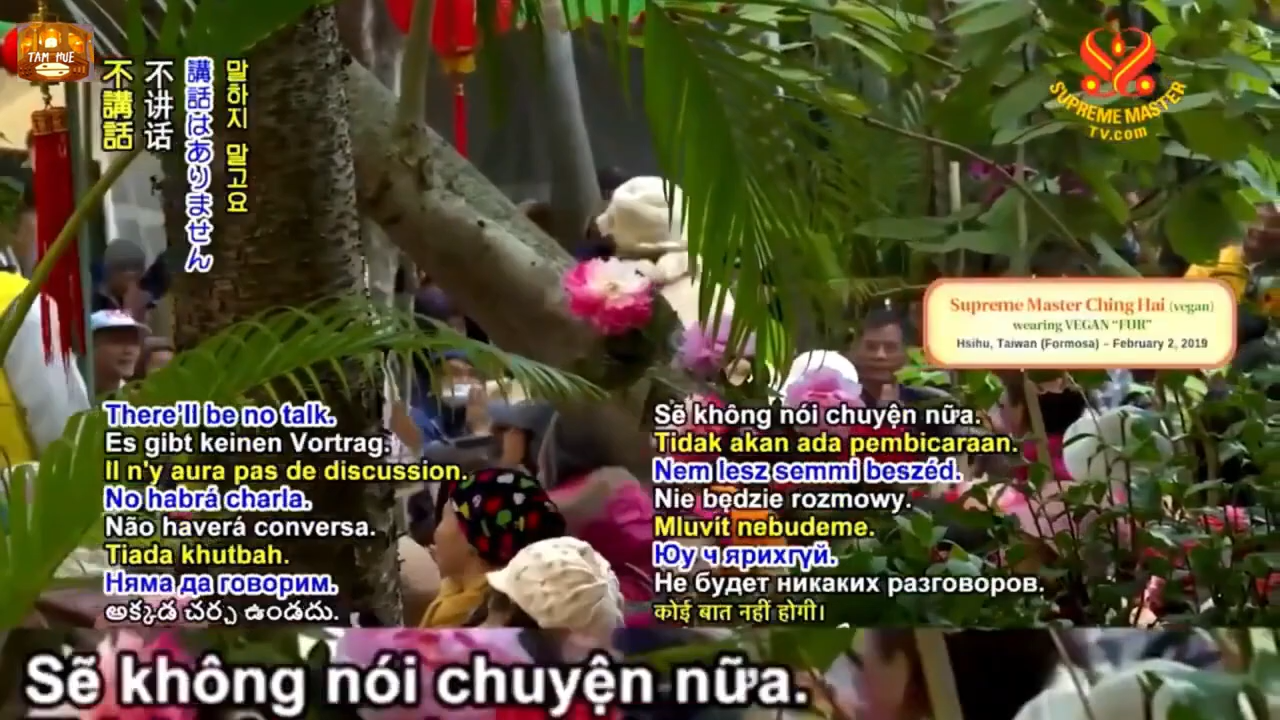 TAM HUE
말하지 말고요
講話はありません
不讲话
不講話
SUPREME MASTER
TV.com
Supreme Master Ching Hai (vegan)
wearing VEGAN “FUR”
Hsihu, Taiwan (Formosa) – February 2, 2019
There'll be no talk.
Es gibt keinen Vortrag.
Il n'y aura pas de discussion.
No habrá charla.
Não haverá conversa.
Tiada khutbah.
Няма да говорим.
అక్కడ చర్చ ఉండదు.
Sẽ không nói chuyện nữa.
Tidak akan ada pembicaraan.
Nem lesz semmi beszéd.
Nie będzie rozmowy.
Mluvit nebudeme.
Юу ч ярихгүй.
Не будет никаких разговоров.
कोई बात नहीं होगी।
Sẽ không nói chuyện nữa.